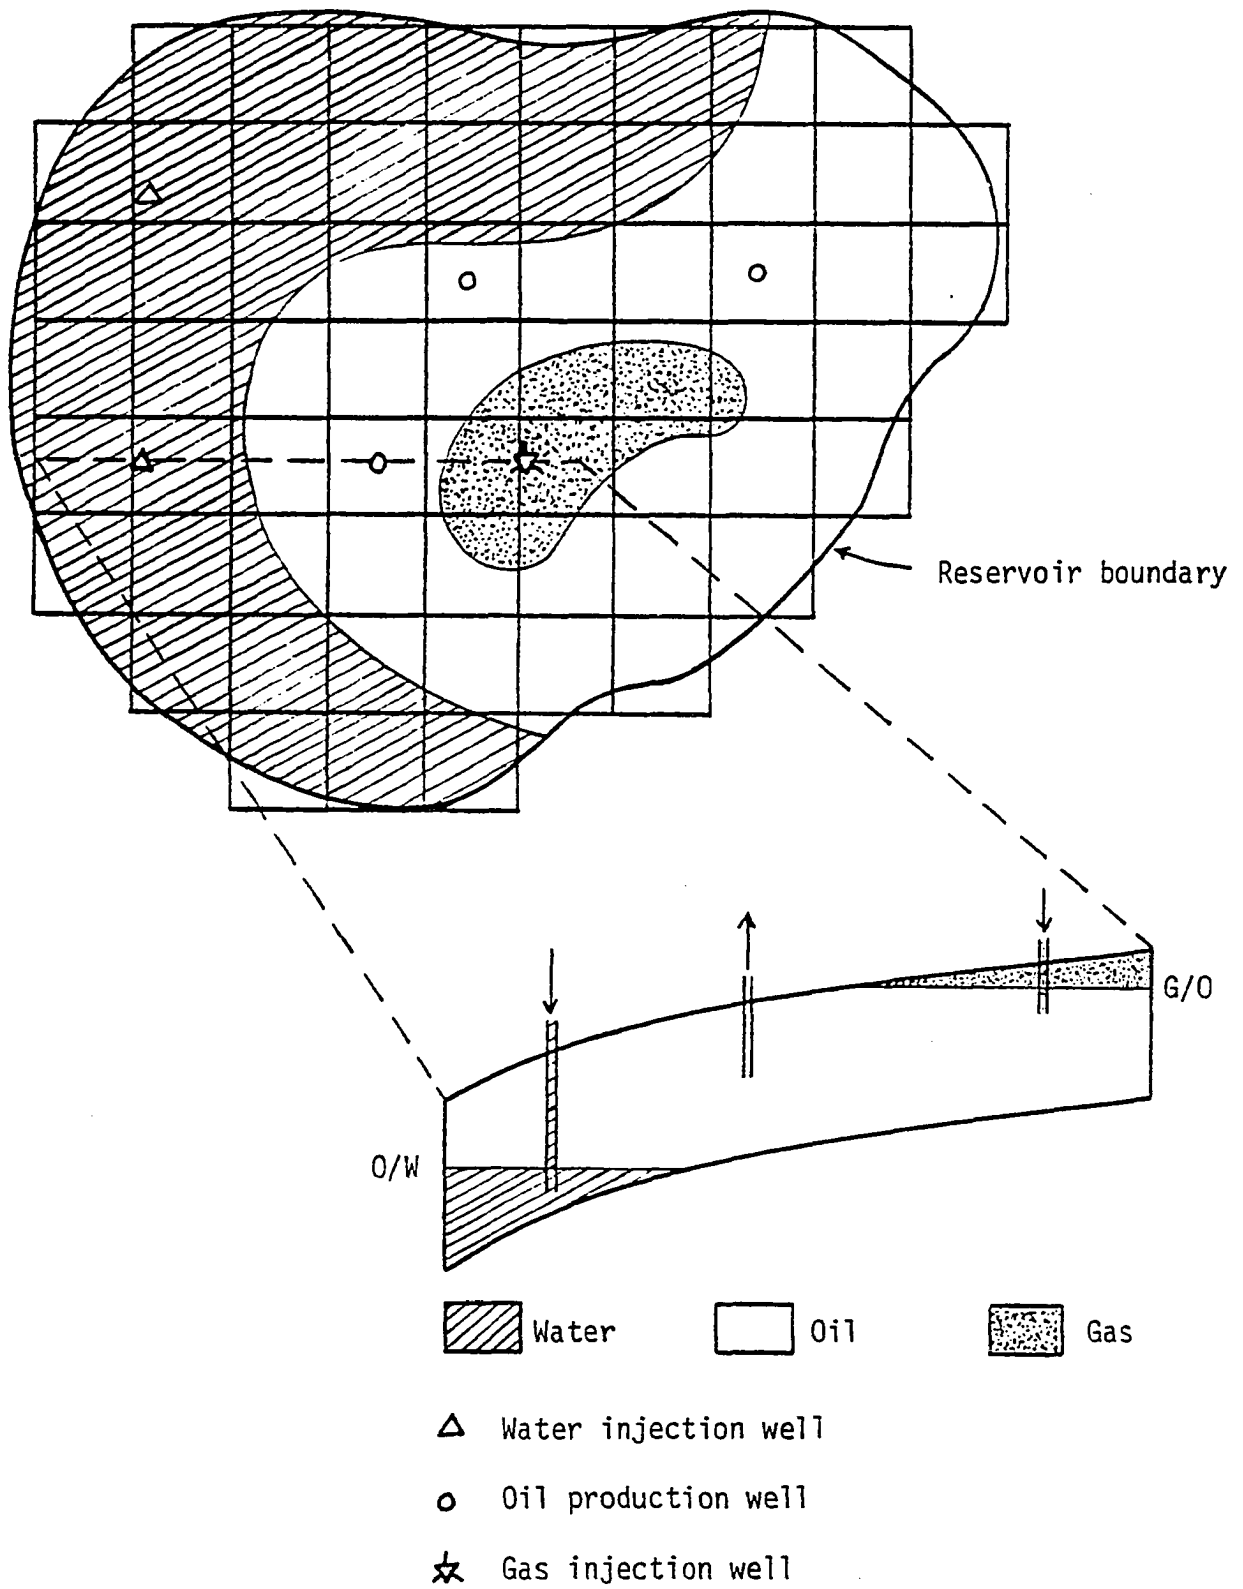 Reservoir boundary
G/O
O/W
Water
Oil
Gas
Water injection well
Oil production well
Gas injection well